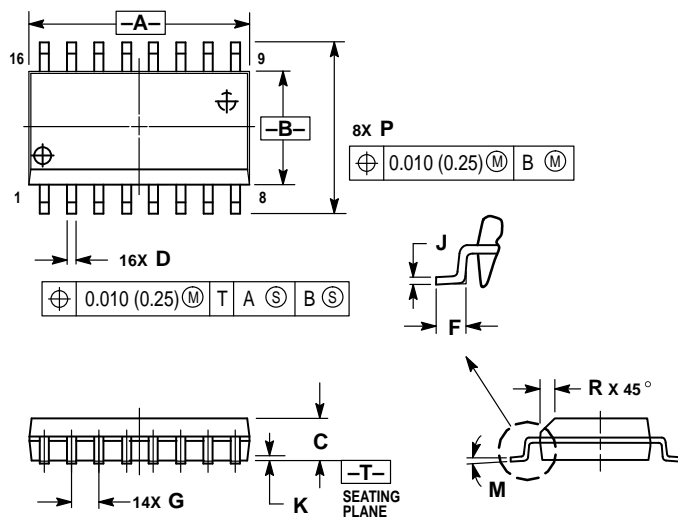 –A–
16 9
–B–
8X P
⌖ 0.010 (0.25) Ⓜ B Ⓜ
1 8
16X D
J
⌖ 0.010 (0.25) Ⓜ T A Ⓢ B Ⓢ
F
R X 45°
C
–T–
14X G
K
SEATING
PLANE
M